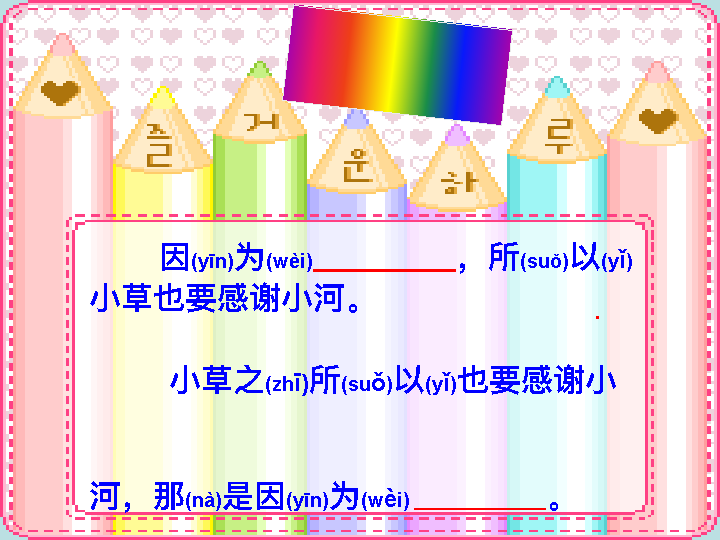 즐 거 운 하 루
因(yīn)为(wèi)_________，所(suǒ)以(yǐ)
小草也要感谢小河。
小草之(zhī)所(suǒ)以(yǐ)也要感谢小
河，那(nà)是因(yīn)为(wèi)_________。